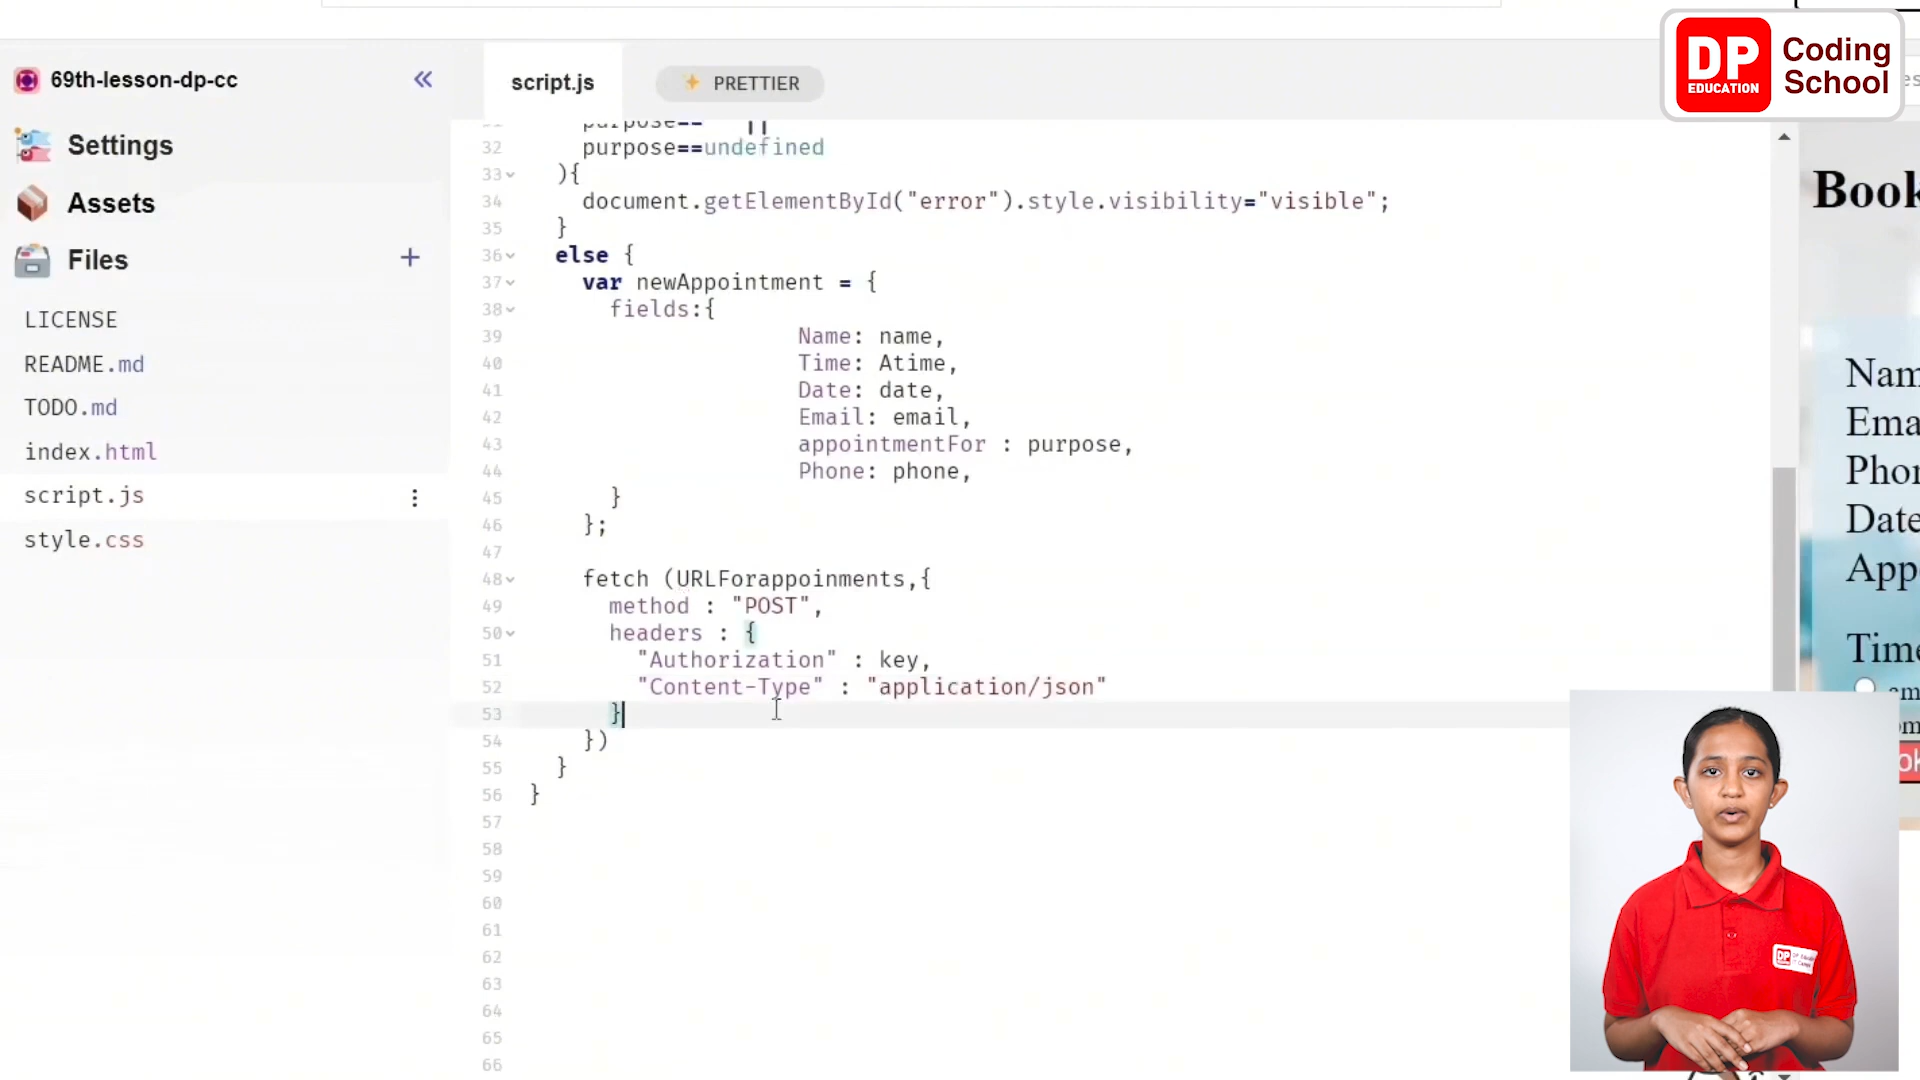 69th-lesson-dp-cc
Settings
Assets
Files
LICENSE
README.md
TODO.md
index.html
script.js
style.css
script.js
PRETTIER
DP
EDUCATION
Coding
School
||
32 purpose==undefined
33 ){
34 document.getElementById("error").style.visibility="visible";
35 }
36 else {
37 var newAppointment = {
38 fields:{
39 Name: name,
40 Time: Atime,
41 Date: date,
42 Email: email,
43 appointmentFor : purpose,
44 Phone: phone,
45 }
46 };
47
48 fetch (URLForappoinments,{
49 method : "POST",
50 headers : {
51 "Authorization" : key,
52 "Content-Type" : "application/json"
53 }
54 })
55 }
56 }
57
58
59
60
61
62
63
64
65
66
Book
Nam
Ema
Phon
Date
App
Time